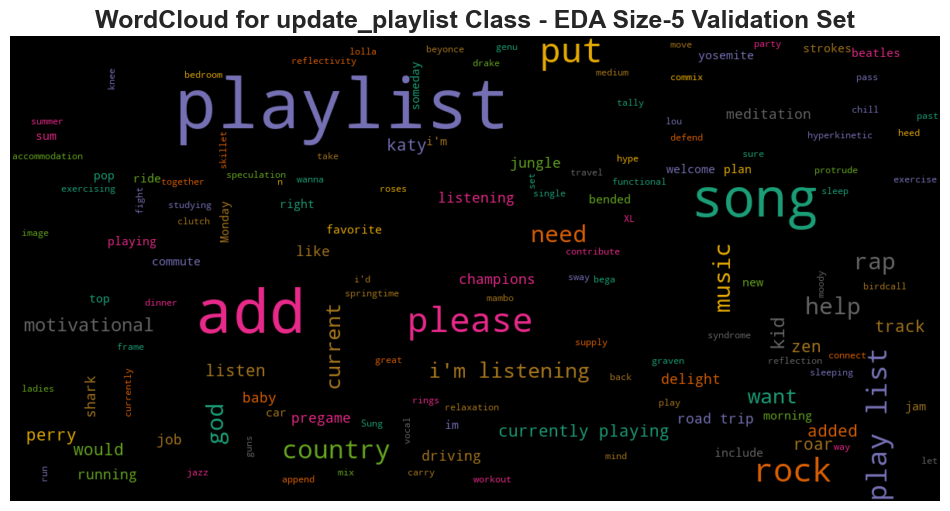 WordCloud for update_playlist Class - EDA Size-5 Validation Set
lolla
beyonce
genu
put
move
party
strokes
beatles
reflectivity
drake
yosemite
bedroom
knee
someday
medium
commix
pass
playlist
tally
chill
past
summer
sum
lou
meditation
skillet
katy
i'm
defend
hyperkinetic
heed
accommodation
take
jungle
hype
sure
pop
ride
together
speculation
n
wanna
travel
welcome
plan
protrude
exercise
exercising
fight
roses
listening
set
single
functional
bended
song
sleep
studying
right
XL
clutch
Monday
image
favorite
need
playing
like
contribute
commute
champions
music
rap
i'd
sway
bega
new
moody
birdcall
springtime
top
dinner
add
mambo
help
motivational
current
please
kid
track
frame
supply
syndrome
zen
great
graven
reflection
connect
listen
i'm listening
back
delight
sleeping
ladies
shark
currently
baby
rings
play
want
play list
car
relaxation
jam
god
pregame
Sung
vocal
im
road trip
morning
perry
job
currently playing
added
would
guns
country
driving
mind
include
roar
way
let
run
running
jazz
append
mix
carry
workout
rock